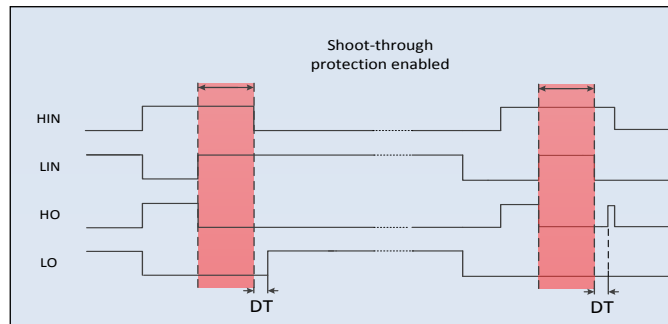 Shoot-through
protection enabled
HIN
LIN
HO
LO
DT
DT